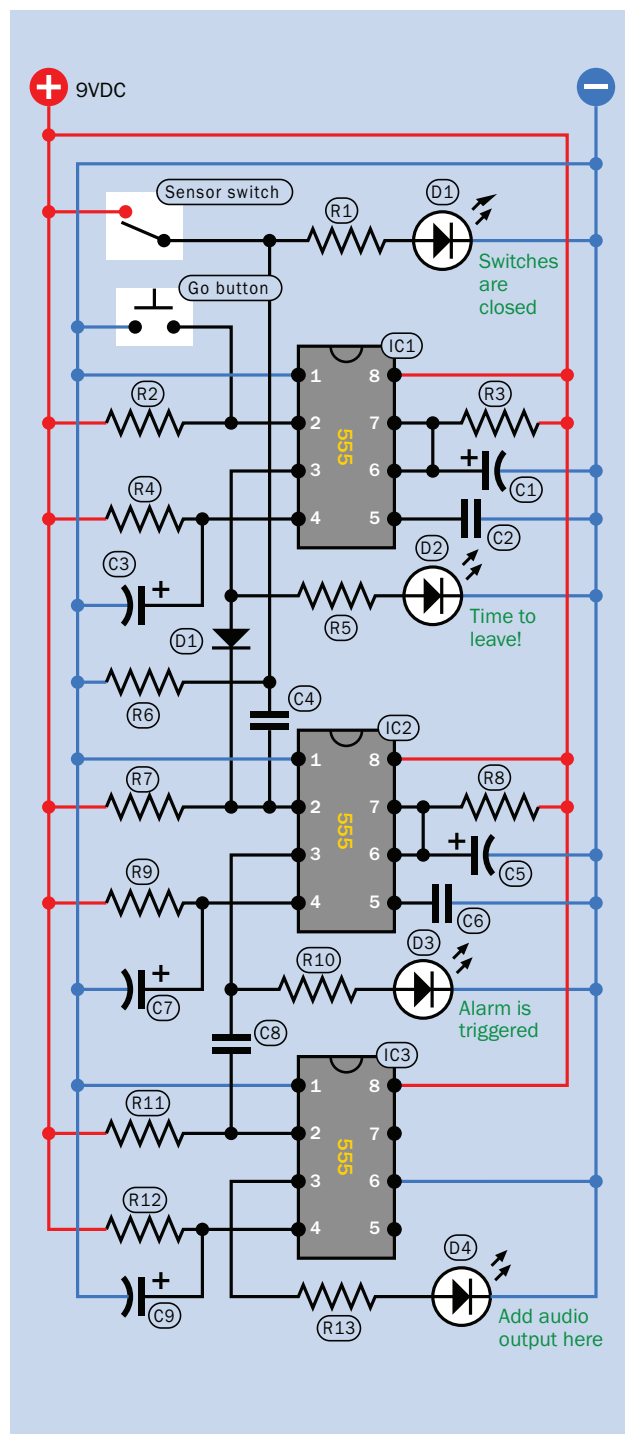 + 9VDC −
Sensor switch
R1
D1
Switches
are
closed
Go button
IC1
R2
1 8
R3
2 7
555
3 6
C1
R4
4 5
C2
D2
C3
+
+
R5
Time to
leave!
D1
R6
C4
IC2
1 8
R7
R8
2 7
555
+
3 6
C5
R9
4 5
C6
D3
R10
+
C7
Alarm is
triggered
C8
IC3
1 8
R11
2 7
555
3 6
R12
4 5
D4
+
C9
R13
Add audio
output here